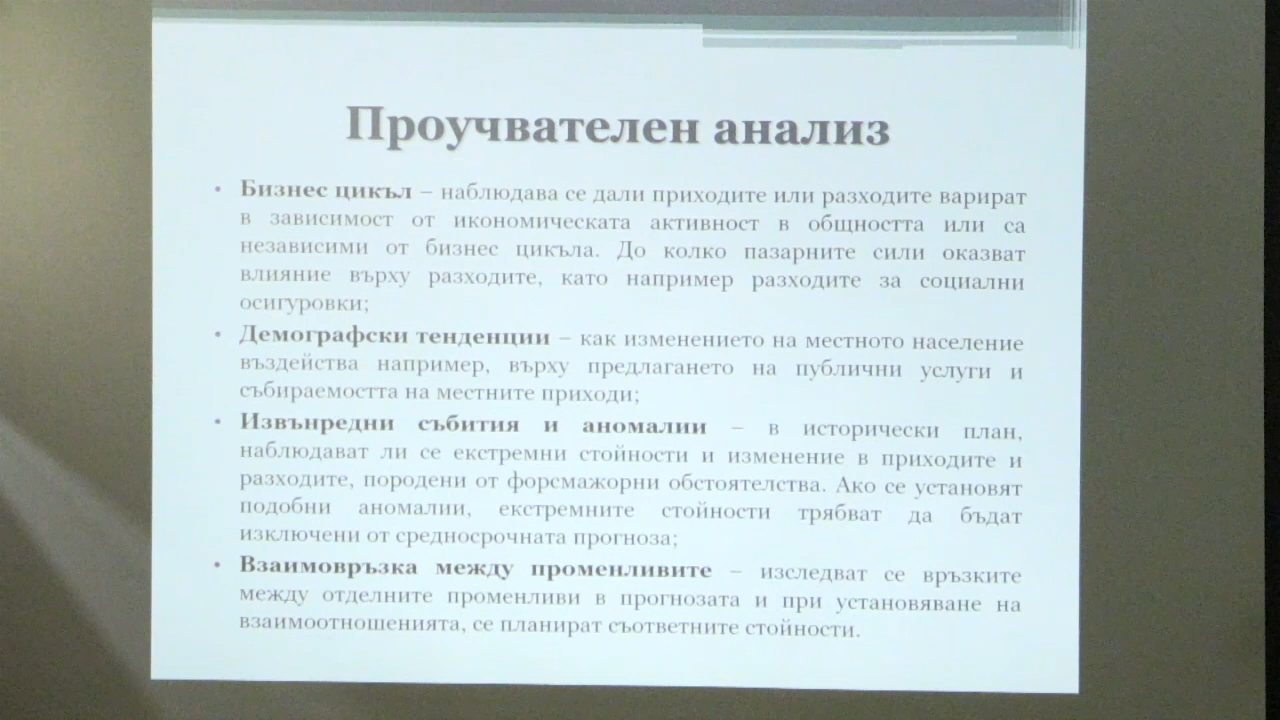 Проучвателен анализ
• Бизнес цикъл – наблюдава се дали приходите или разходите варират
в зависимост от икономическата активност в общността или са
независими от бизнес цикъла. До колко пазарните сили оказват
влияние върху разходите, като например разходите за социални
осигуровки;
• Демографски тенденции – как изменението на местното население
въздейства например, върху предлагането на публични услуги и
събираемостта на местните приходи;
• Извънредни събития и аномалии – в исторически план,
наблюдават ли се екстремни стойности и изменение в приходите и
разходите, породени от форсмажорни обстоятелства. Ако се установят
подобни аномалии, екстремните стойности трябват да бъдат
изключени от средносрочната прогноза;
• Взаимовръзка между променливите – изследват се връзките
между отделните променливи в прогнозата и при установяване на
взаимоотношенията, се планират съответните стойности.